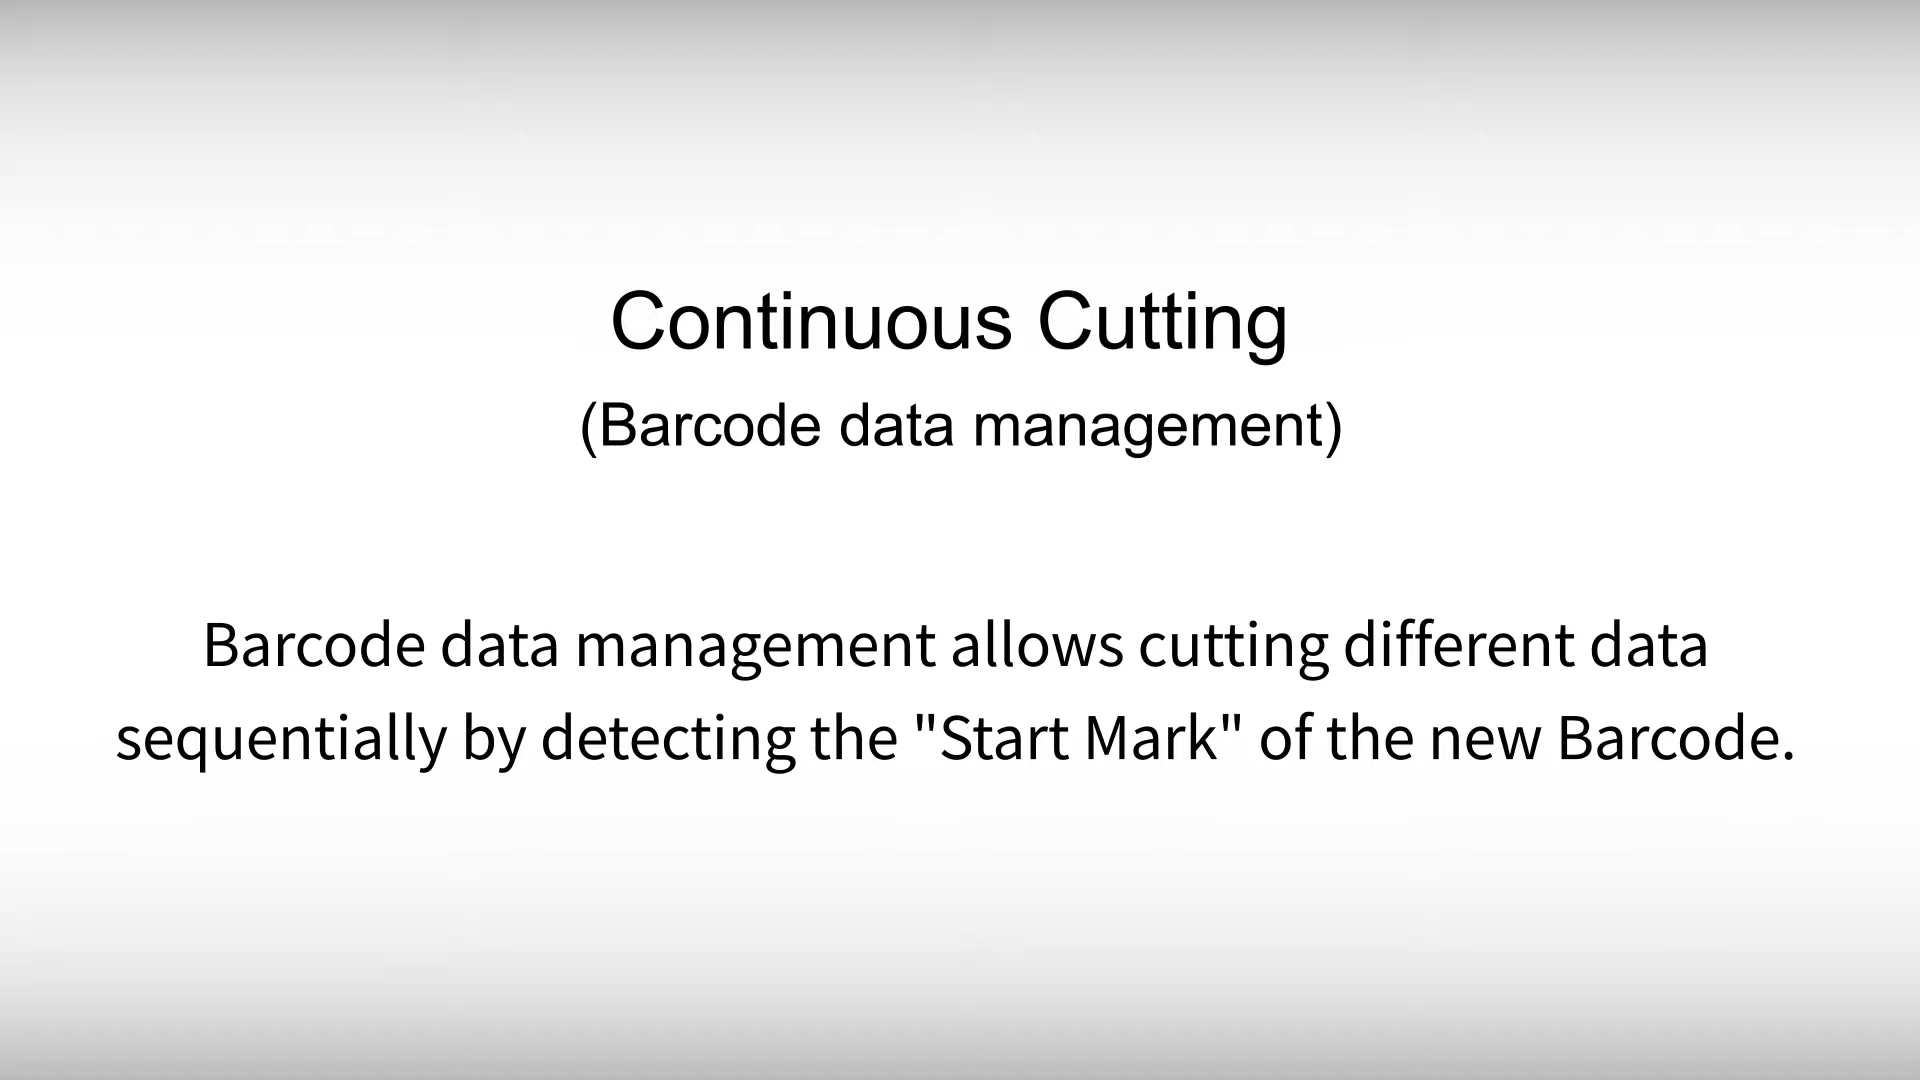 Continuous Cutting
(Barcode data management)
Barcode data management allows cutting different data
sequentially by detecting the "Start Mark" of the new Barcode.